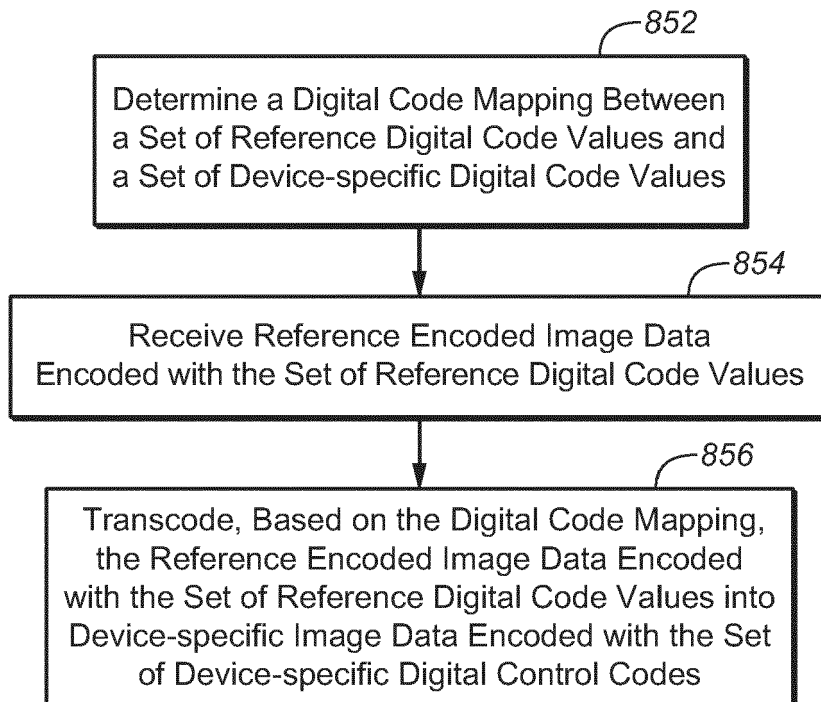 852
Determine a Digital Code Mapping Between
a Set of Reference Digital Code Values and
a Set of Device-specific Digital Code Values
854
Receive Reference Encoded Image Data
Encoded with the Set of Reference Digital Code Values
856
Transcode, Based on the Digital Code Mapping,
the Reference Encoded Image Data Encoded
with the Set of Reference Digital Code Values into
Device-specific Image Data Encoded with the Set
of Device-specific Digital Control Codes